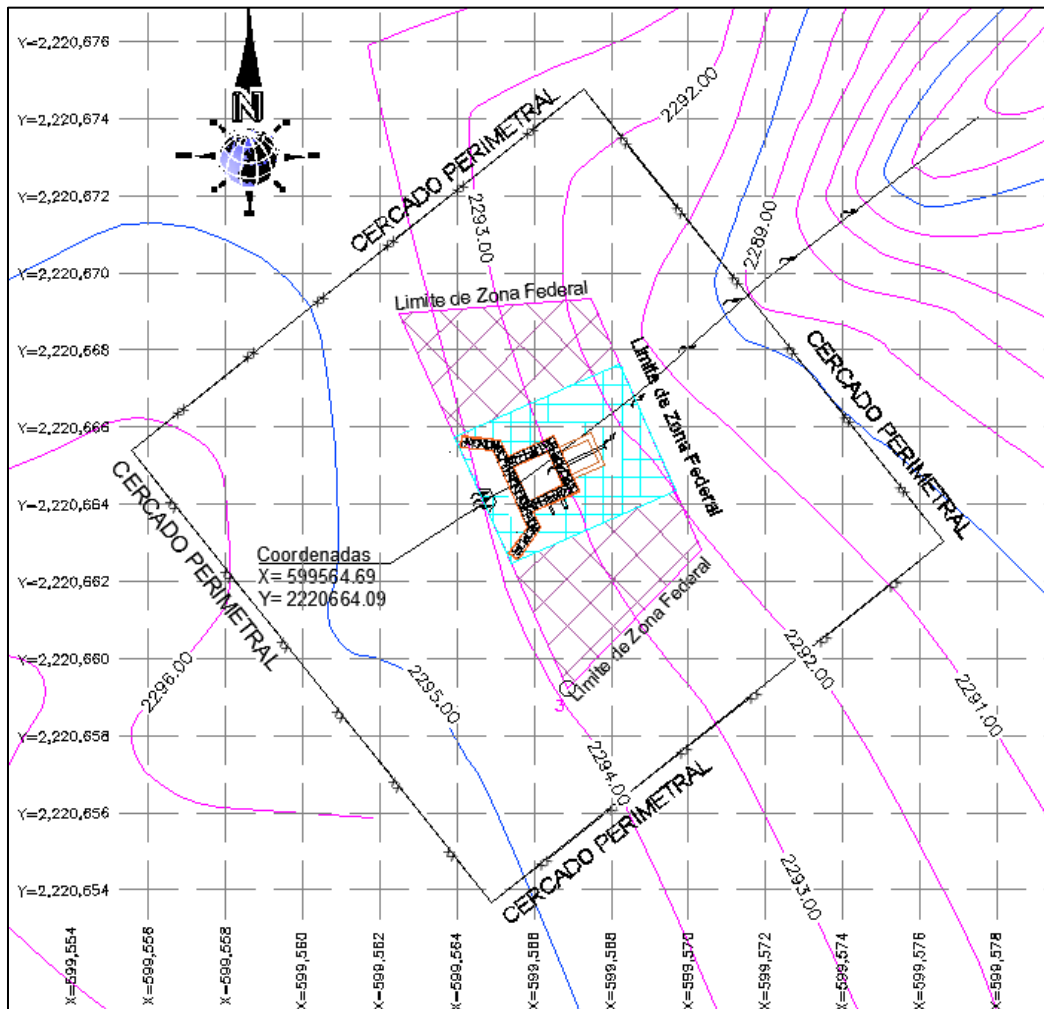 Y=2,220,676
Y=2,220,674
Y=2,220,672
Y=2,220,670
Y=2,220,668
Y=2,220,666
Y=2,220,664
Y=2,220,662
Y=2,220,660
Y=2,220,658
Y=2,220,656
Y=2,220,654
N
CERCADO PERIMETRAL
2292.00
2293.00
2289.00
Limite de Zona Federal
Limite de Zona Federal
CERCADO PERIMETRAL
CERCADO PERIMETRAL
Coordenadas
X= 599564.69
Y= 2220664.09
Limite de Zona Federal
2296.00
2295.00
3
2294.00
2292.00
2291.00
2293.00
CERCADO PERIMETRAL
X=599,554
X=599,556
X=599,558
X=599,560
X=599,562
X=599,564
X=599,566
X=599,568
X=599,570
X=599,572
X=599,574
X=599,576
X=599,578